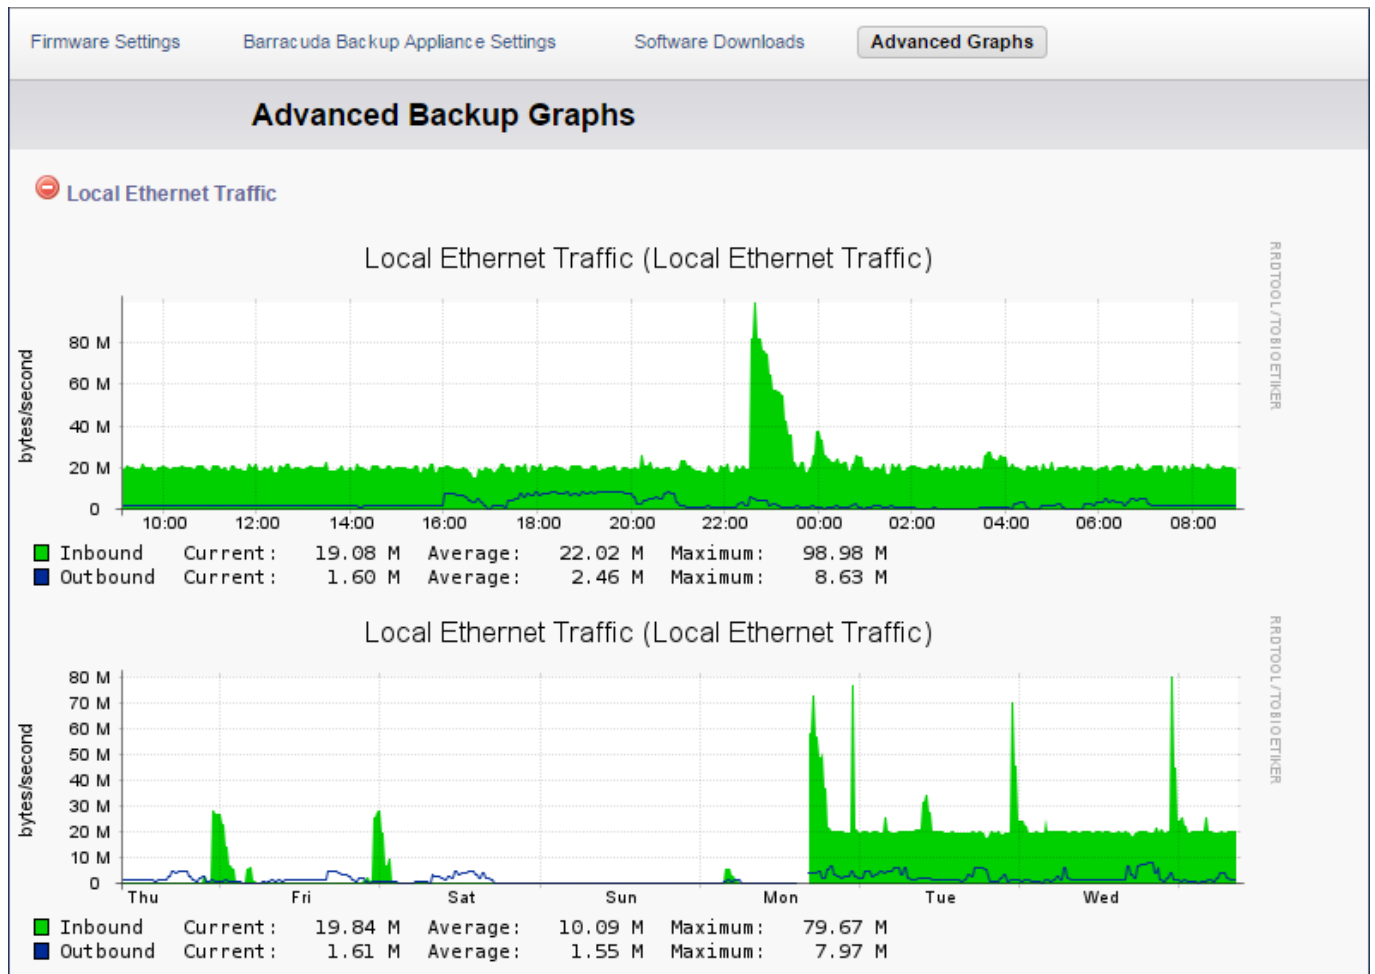 Firmware Settings Barracuda Backup Appliance Settings Software Downloads Advanced Graphs
Advanced Backup Graphs
Local Ethernet Traffic
Local Ethernet Traffic (Local Ethernet Traffic)
RRDTOOL / TOBI OETIKER
bytes/second
80 M
60 M
40 M
20 M
0
10:00 12:00 14:00 16:00 18:00 20:00 22:00 00:00 02:00 04:00 06:00 08:00
Inbound Current: 19.08 M Average: 22.02 M Maximum: 98.98 M
Outbound Current: 1.60 M Average: 2.46 M Maximum: 8.63 M
Local Ethernet Traffic (Local Ethernet Traffic)
RRDTOOL / TOBI OETIKER
bytes/second
80 M
70 M
60 M
50 M
40 M
30 M
20 M
10 M
0
Thu Fri Sat Sun Mon Tue Wed
Inbound Current: 19.84 M Average: 10.09 M Maximum: 79.67 M
Outbound Current: 1.61 M Average: 1.55 M Maximum: 7.97 M